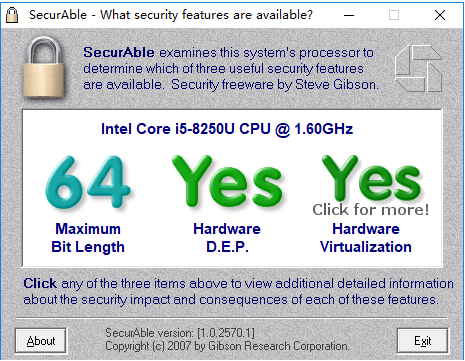 SecurAble - What security features are available?
SecurAble examines this system's processor to
determine which of three useful security features
are available. Security freeware by Steve Gibson.
Intel Core i5-8250U CPU @ 1.60GHz
64 Yes Yes
Click for more!
Maximum Hardware Hardware
Bit Length D.E.P. Virtualization
Click any of the three items above to view additional detailed information
about the security impact and consequences of each of these features.
About
SecurAble version: [1.0.2570.1]
Copyright (c) 2007 by Gibson Research Corporation.
Exit